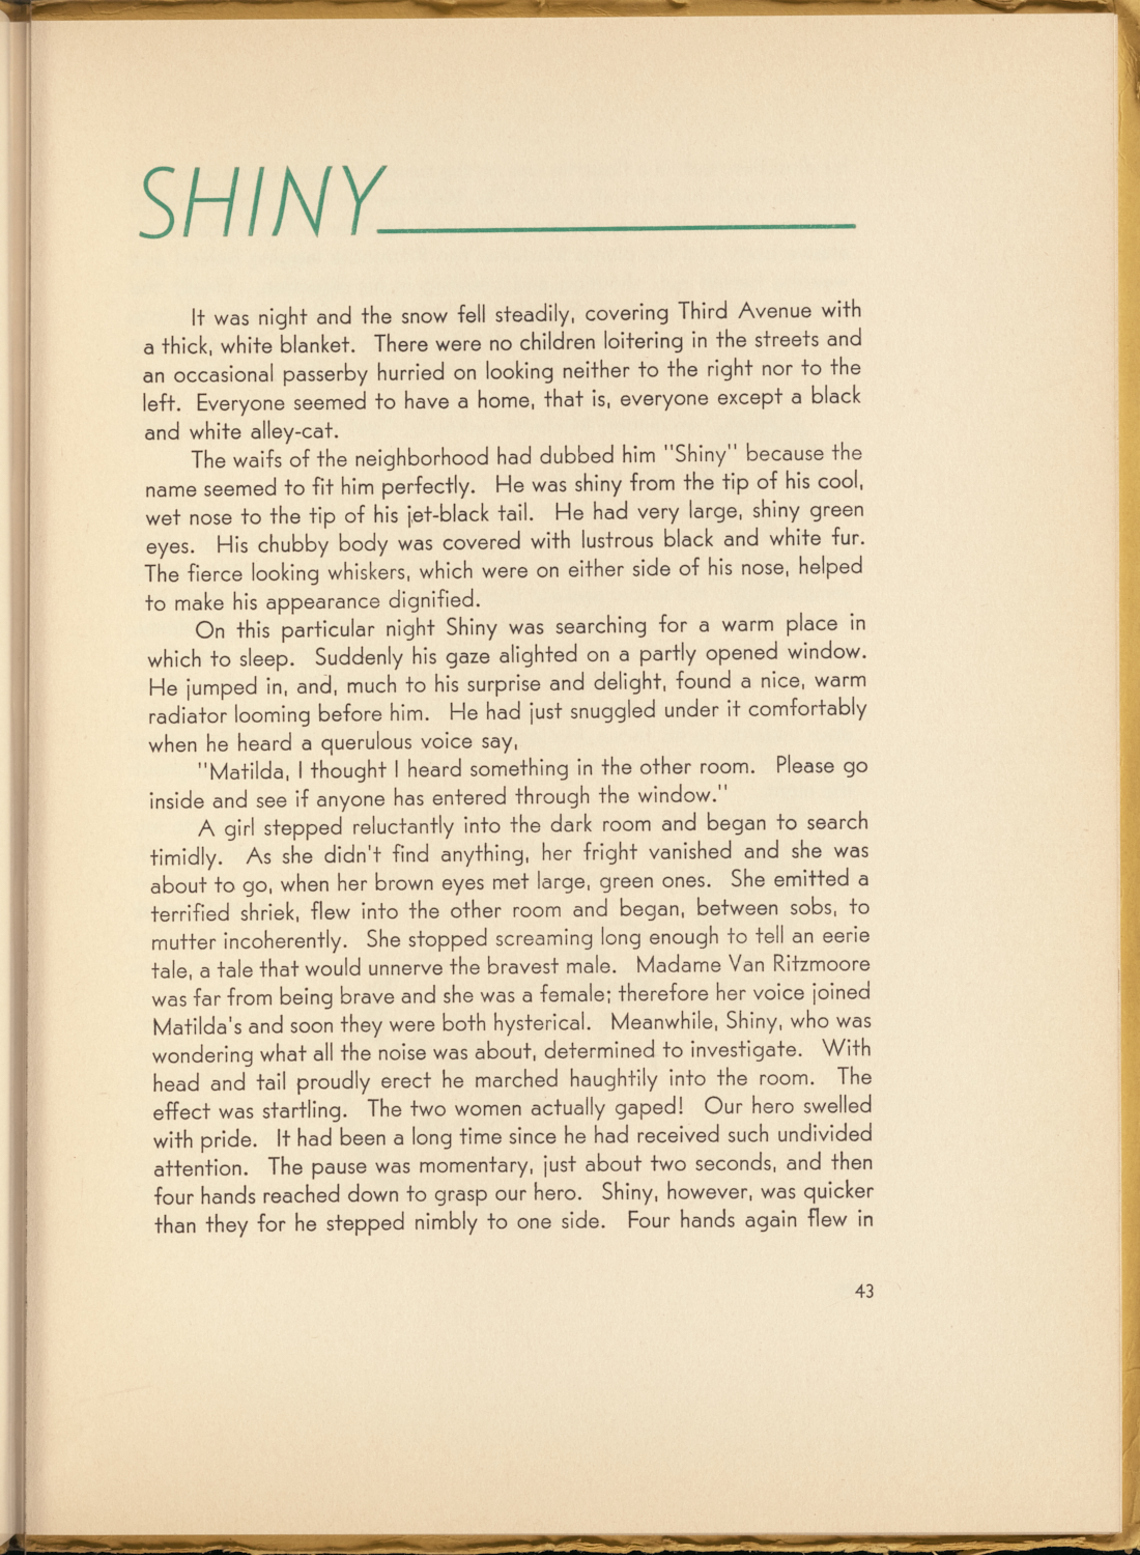 SHINY
It was night and the snow fell steadily, covering Third Avenue with
a thick, white blanket. There were no children loitering in the streets and
an occasional passerby hurried on looking neither to the right nor to the
left. Everyone seemed to have a home, that is, everyone except a black
and white alley-cat.
The waifs of the neighborhood had dubbed him "Shiny" because the
name seemed to fit him perfectly. He was shiny from the tip of his cool,
wet nose to the tip of his jet-black tail. He had very large, shiny green
eyes. His chubby body was covered with lustrous black and white fur.
The fierce looking whiskers, which were on either side of his nose, helped
to make his appearance dignified.
On this particular night Shiny was searching for a warm place in
which to sleep. Suddenly his gaze alighted on a partly opened window.
He jumped in, and, much to his surprise and delight, found a nice, warm
radiator looming before him. He had just snuggled under it comfortably
when he heard a querulous voice say,
"Matilda, I thought I heard something in the other room. Please go
inside and see if anyone has entered through the window."
A girl stepped reluctantly into the dark room and began to search
timidly. As she didn't find anything, her fright vanished and she was
about to go, when her brown eyes met large, green ones. She emitted a
terrified shriek, flew into the other room and began, between sobs, to
mutter incoherently. She stopped screaming long enough to tell an eerie
tale, a tale that would unnerve the bravest male. Madame Van Ritzmoore
was far from being brave and she was a female; therefore her voice joined
Matilda's and soon they were both hysterical. Meanwhile, Shiny, who was
wondering what all the noise was about, determined to investigate. With
head and tail proudly erect he marched haughtily into the room. The
effect was startling. The two women actually gaped! Our hero swelled
with pride. It had been a long time since he had received such undivided
attention. The pause was momentary, just about two seconds, and then
four hands reached down to grasp our hero. Shiny, however, was quicker
than they for he stepped nimbly to one side. Four hands again flew in
43